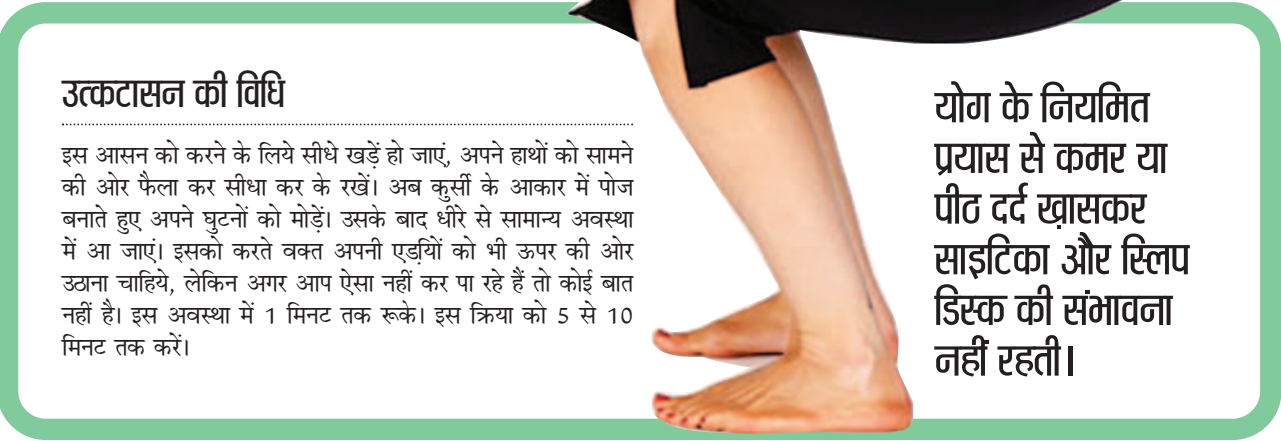 उत्कटासन की विधि
इस आसन को करने के लिये सीधे खड़ें हो जाएं, अपने हाथों को सामने
की ओर फैला कर सीधा कर के रखें। अब कुर्सी के आकार में पोज
बनाते हुए अपने घुटनों को मोड़ें। उसके बाद धीरे से सामान्य अवस्था
में आ जाएं। इसको करते वक्त अपनी एड़यिों को भी ऊपर की ओर
उठाना चाहिये, लेकिन अगर आप ऐसा नहीं कर पा रहे हैं तो कोई बात
नहीं है। इस अवस्था में 1 मिनट तक रूके। इस क्रिया को 5 से 10
मिनट तक करें।
योग के नियमित
प्रयास से कमर या
पीठ दर्द ख़ासकर
साइटिका और स्लिप
डिस्क की संभावना
नहीं रहती।